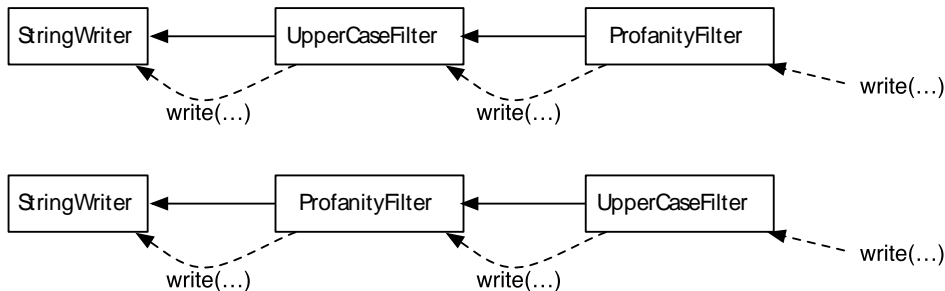 StringWriter UpperCaseFilter ProfanityFilter
write(…)
write(…) write(…)
StringWriter ProfanityFilter UpperCaseFilter
write(…)
write(…) write(…)